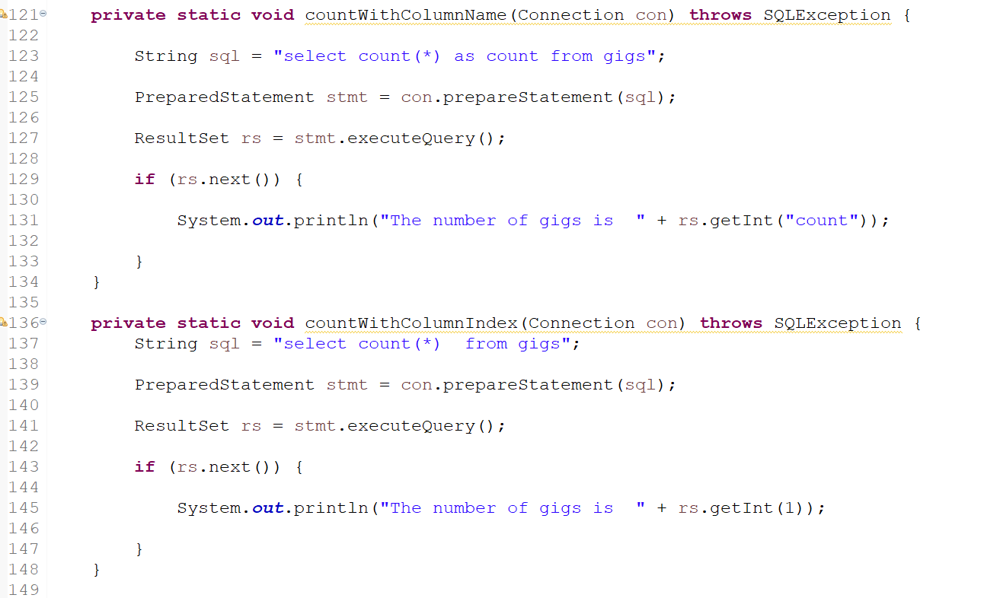 121 private static void countWithColumnName(Connection con) throws SQLException {
122
123 String sql = "select count(*) as count from gigs";
124
125 PreparedStatement stmt = con.prepareStatement(sql);
126
127 ResultSet rs = stmt.executeQuery();
128
129 if (rs.next()) {
130
131 System.out.println("The number of gigs is  " + rs.getInt("count"));
132
133 }
134 }
135
136 private static void countWithColumnIndex(Connection con) throws SQLException {
137 String sql = "select count(*)  from gigs";
138
139 PreparedStatement stmt = con.prepareStatement(sql);
140
141 ResultSet rs = stmt.executeQuery();
142
143 if (rs.next()) {
144
145 System.out.println("The number of gigs is  " + rs.getInt(1));
146
147 }
148 }
149